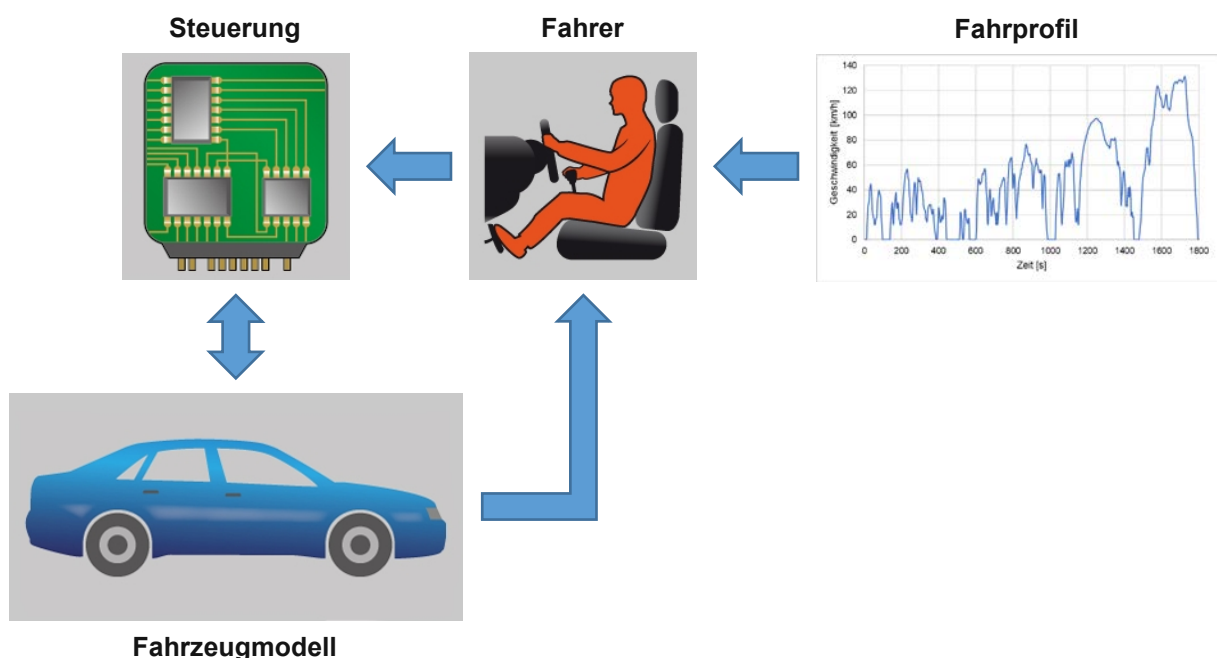 Steuerung
Fahrer
Fahrprofil
140
120
100
80
60
40
20
0
Geschwindigkeit [km/h]
0 200 400 600 800 1000 1200 1400 1600 1800
Zeit [s]
Fahrzeugmodell